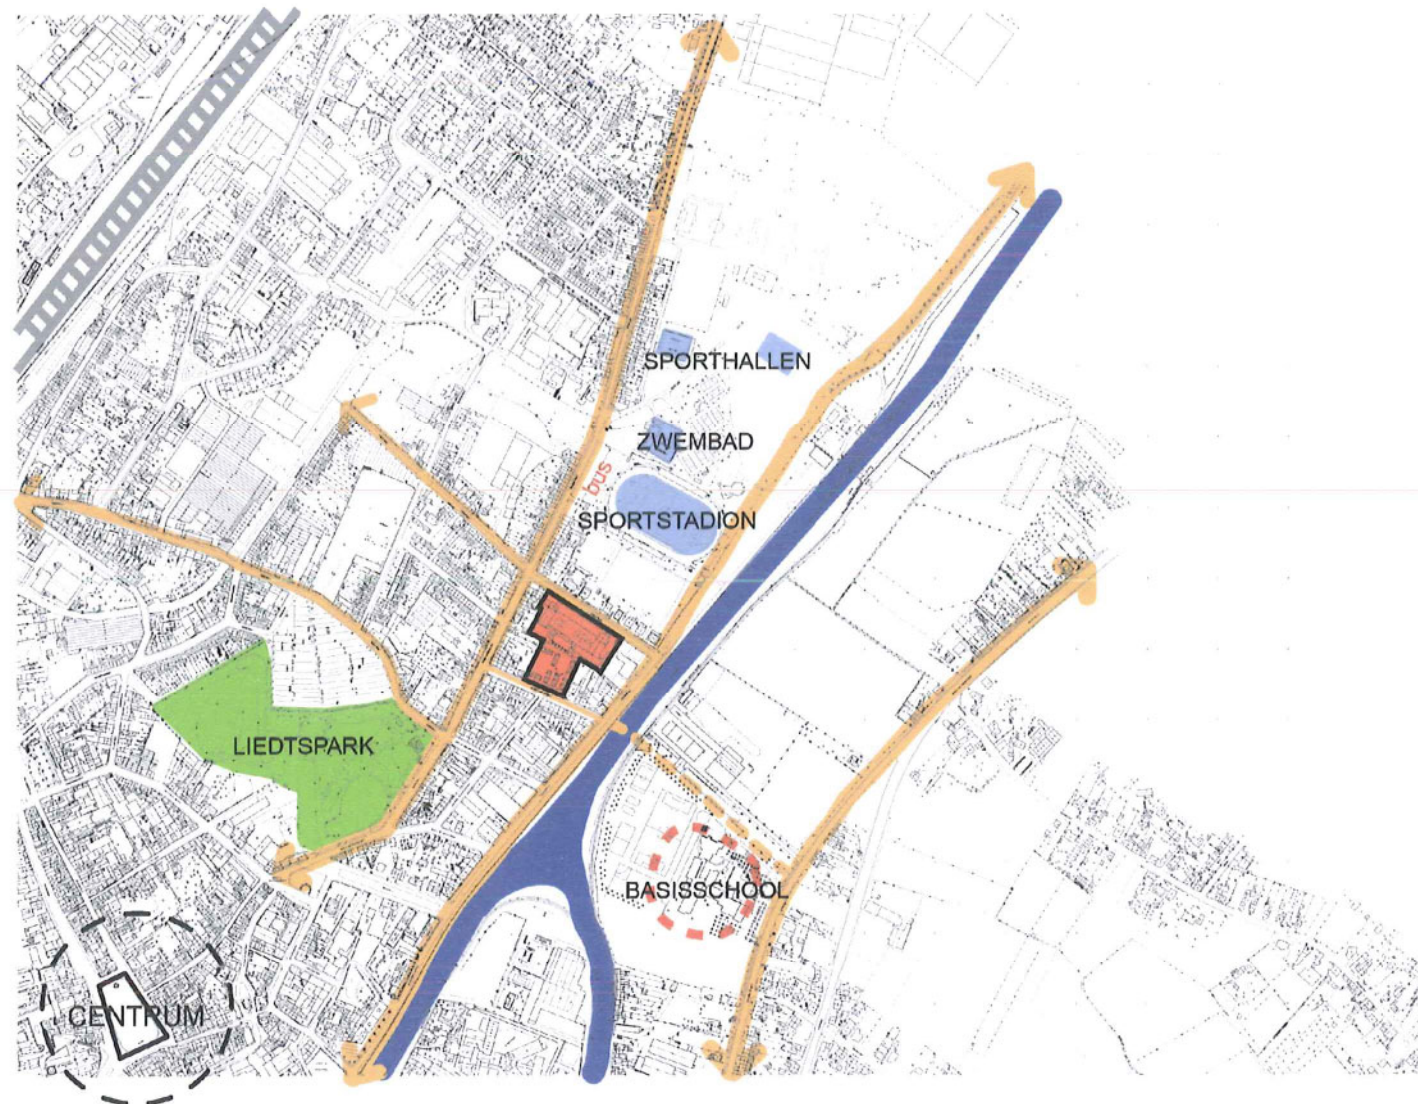 SPORTHALLEN
ZWEMBAD
bus
SPORTSTADION
LIEDTSPARK
BASISSCHOOL
CENTRUM